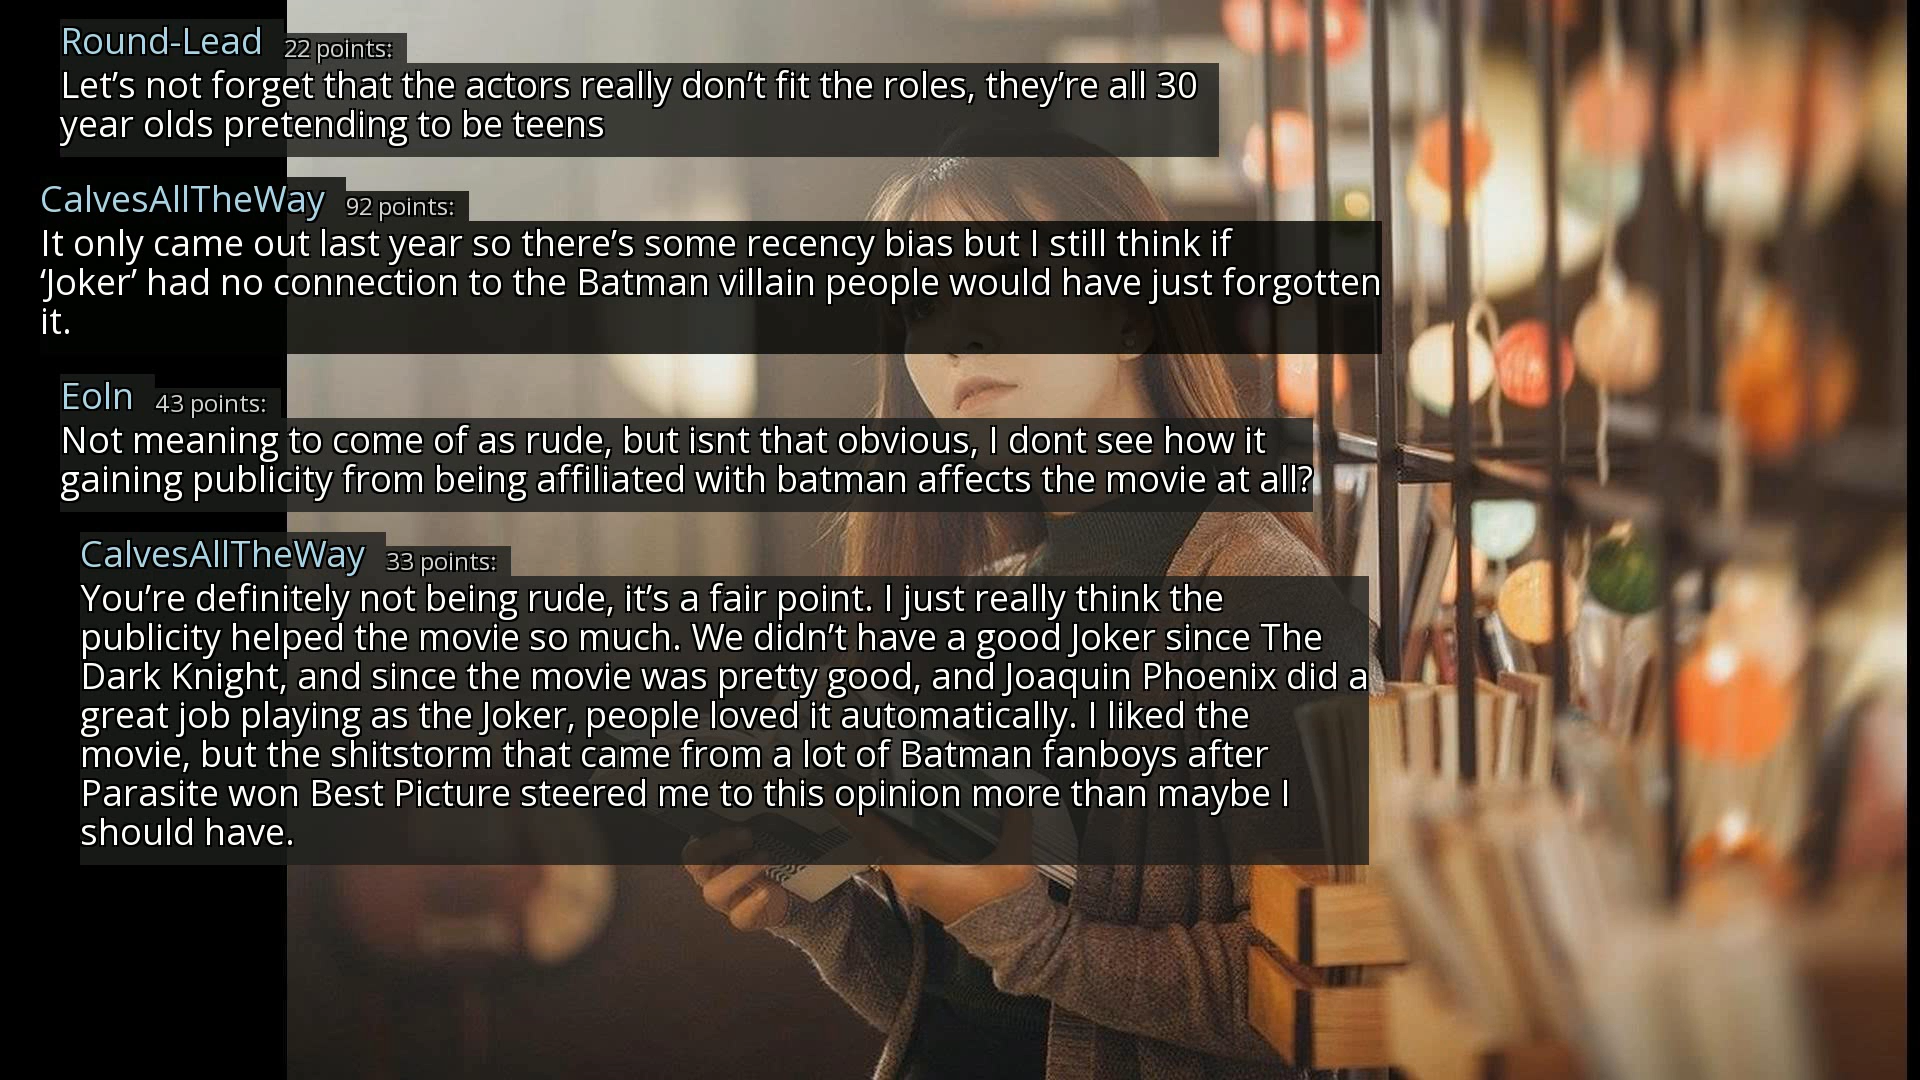 Round-Lead 22 points:
Let’s not forget that the actors really don’t fit the roles, they’re all 30
year olds pretending to be teens
CalvesAllTheWay 92 points:
It only came out last year so there’s some recency bias but I still think if
‘Joker’ had no connection to the Batman villain people would have just forgotten
it.
Eoln 43 points:
Not meaning to come of as rude, but isnt that obvious, I dont see how it
gaining publicity from being affiliated with batman affects the movie at all?
CalvesAllTheWay 33 points:
You’re definitely not being rude, it’s a fair point. I just really think the
publicity helped the movie so much. We didn’t have a good Joker since The
Dark Knight, and since the movie was pretty good, and Joaquin Phoenix did a
great job playing as the Joker, people loved it automatically. I liked the
movie, but the shitstorm that came from a lot of Batman fanboys after
Parasite won Best Picture steered me to this opinion more than maybe I
should have.